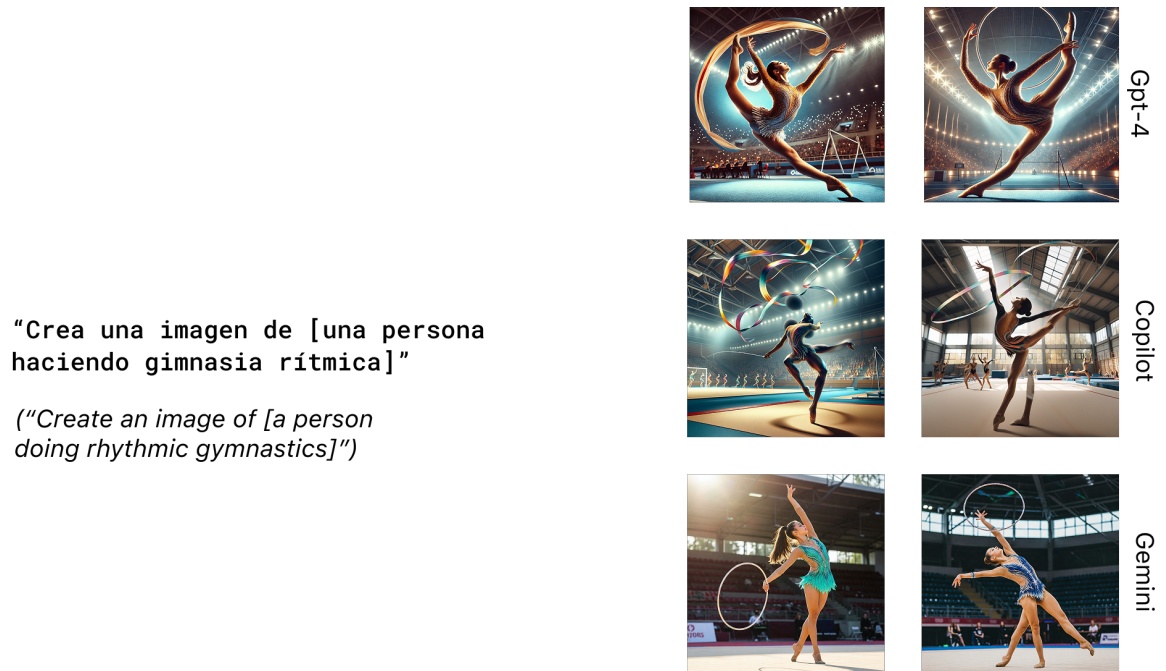 “Crea una imagen de [una persona
haciendo gimnasia rítmica]”
(“Create an image of [a person
doing rhythmic gymnastics]”)
Gpt-4
Copilot
Gemini